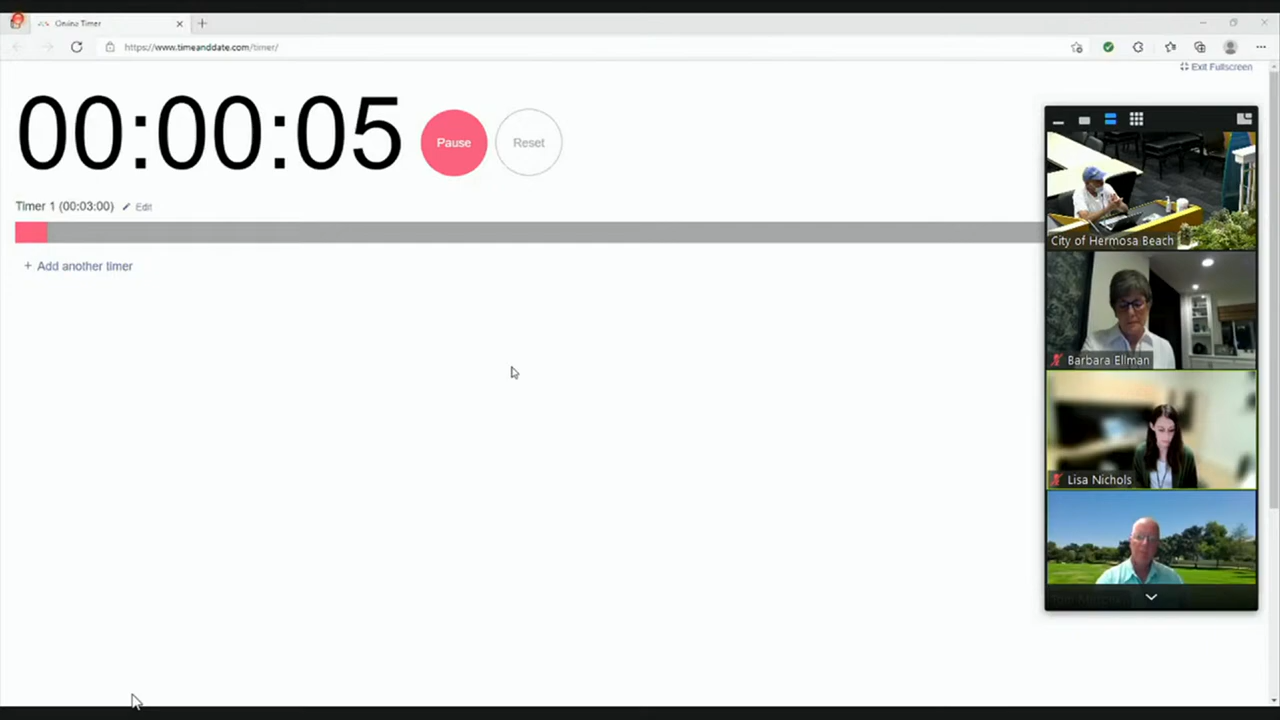 Online Timer
https://www.timeanddate.com/timer/
Exit Fullscreen
00:00:05
Pause
Reset
Timer 1 (00:03:00)
Edit
+ Add another timer
City of Hermosa Beach
Barbara Ellman
Lisa Nichols